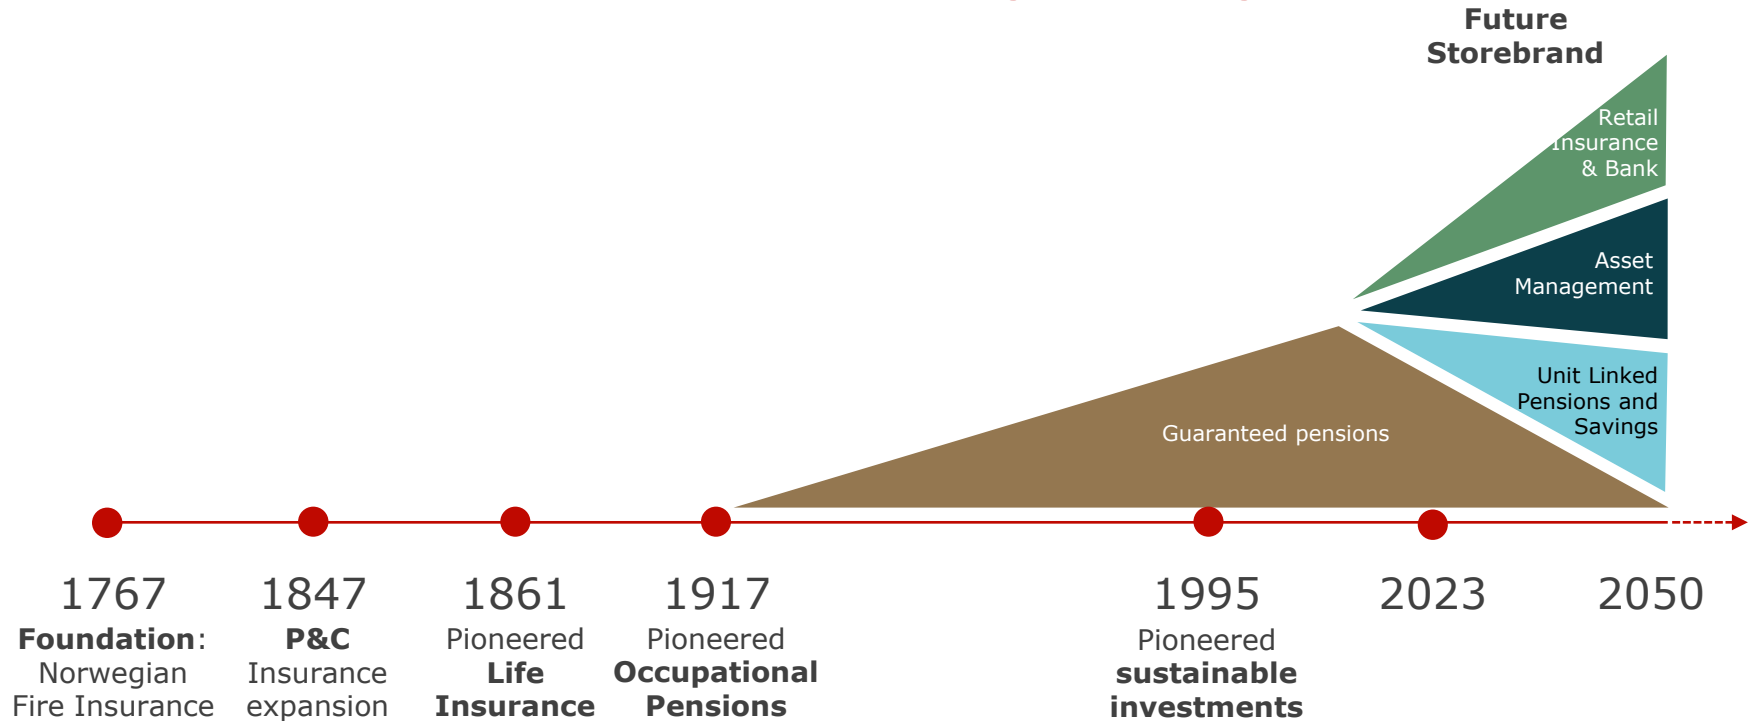 Future
Storebrand
Retail
Insurance
& Bank
Asset
Management
Unit Linked
Pensions and
Savings
Guaranteed pensions
1767
Foundation:
Norwegian
Fire Insurance
1847
P&C
Insurance
expansion
1861
Pioneered
Life
Insurance
1917
Pioneered
Occupational
Pensions
1995
Pioneered
sustainable
investments
2023
2050